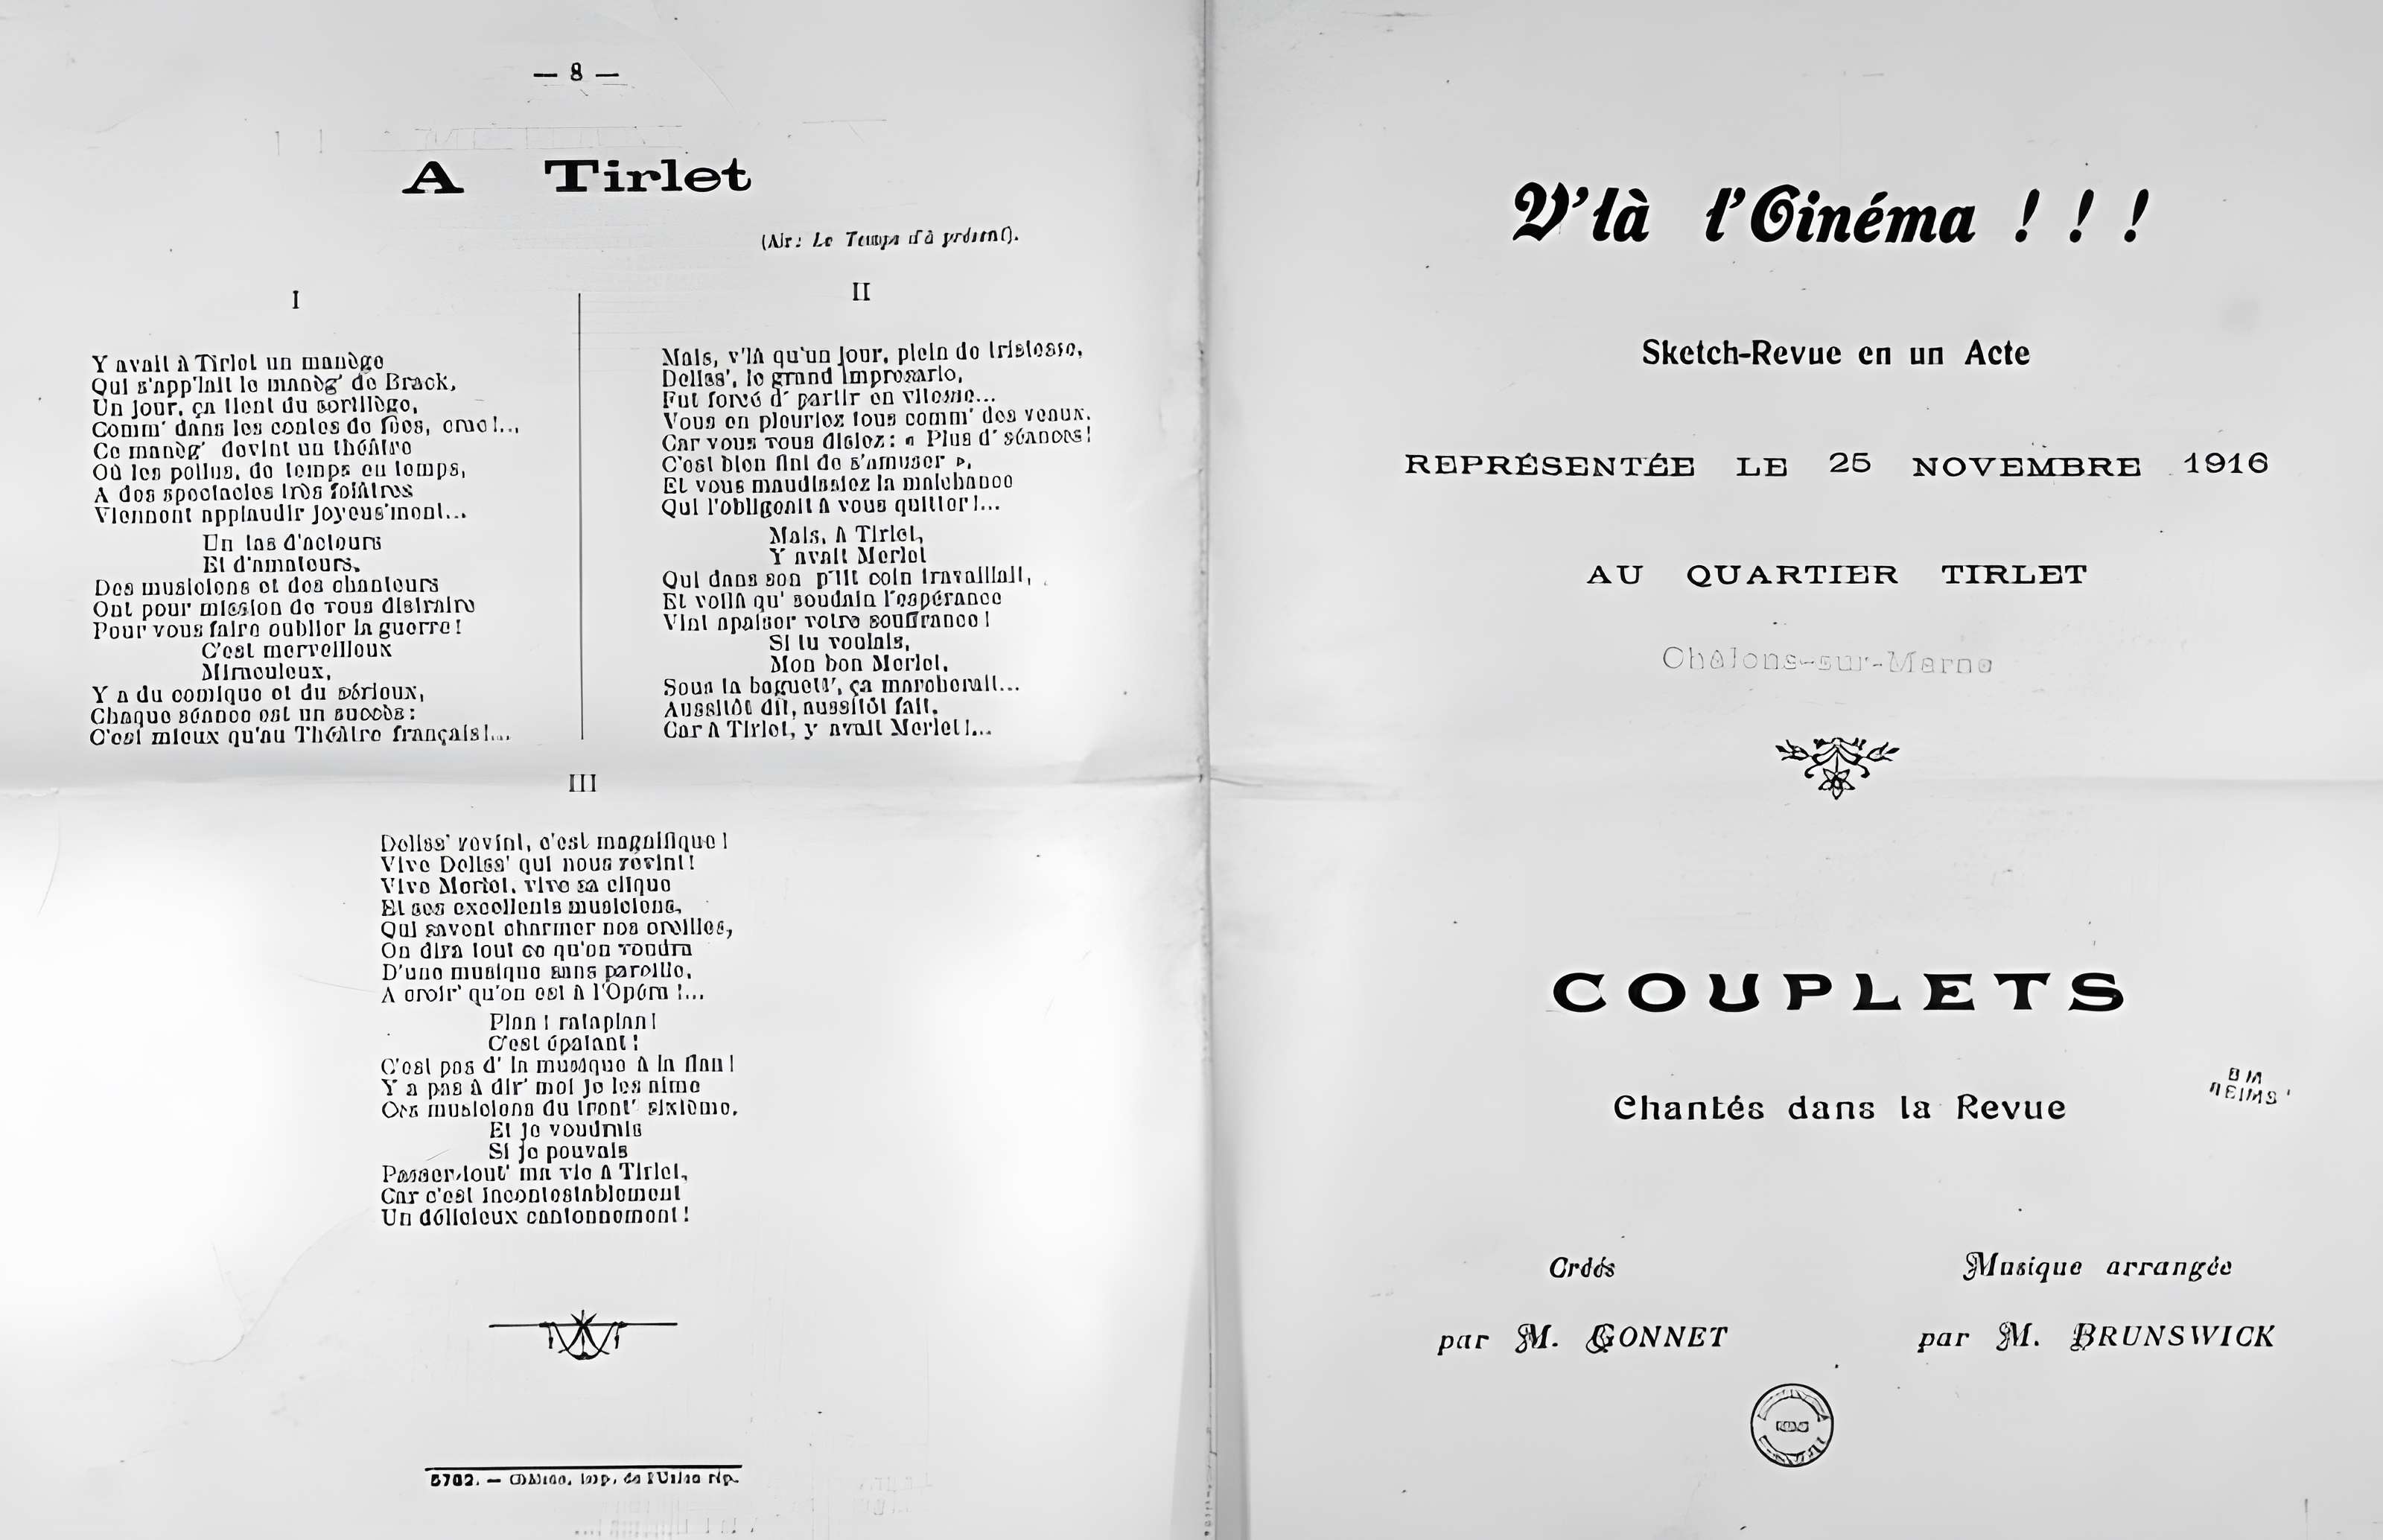 — 8 —
A Tirlet
(Air: Le Temps d'à présent).
I
Y avait à Tirlet un manège
Qui s'app'lait le manèg' de Brack,
Un jour, ça tient du sortilège,
Comm' dans les contes de fées, crac!...
Ce manèg' devint un théâtre
Où les poilus, de temps en temps,
A des spectacles très folâtres
Viennent applaudir joyeus'ment...
Un tas d'acteurs
Et d'amateurs,
Des musiciens et des chanteurs
Ont pour mission de vous distraire
Pour vous faire oublier la guerre!
C'est merveilleux
Miraculeux,
Y a du comique et du sérieux,
Chaque séance est un succès:
C'est mieux qu'au Théâtre français!...
II
Mais, v'là qu'un jour, plein de tristesse,
Deliss', le grand impresario,
Fut forcé d' partir en vitesse...
Vous en pleuriez tous comm' des veaux.
Car vous vous disiez: « Plus d' séances!
C'est bien fini de s'amuser »,
Et vous maudissiez la malchance
Qui l'obligeait à vous quitter!...
Mais, à Tirlet,
Y avait Merlet
Qui dans son p'tit coin travaillait,
Et voilà qu' soudain l'espérance
Vint apaiser votre souffrance!
Si tu voulais,
Mon bon Merlet,
Sous ta baguett', ça marcherait...
Aussitôt dit, aussitôt fait,
Car à Tirlet, y avait Merlet!...
III
Deliss' revint, c'est magnifique!
Vive Deliss' qui nous revint!
Vive Merlet, vive sa clique
Et ses excellents musiciens,
Qui savent charmer nos oreilles,
On dira tout ce qu'on voudra
D'une musique sans pareille,
A croir' qu'on est à l'Opéra!...
Plan! rataplan!
C'est épatant!
C'est pas d' la musique à la flan!
Y a pas à dir' moi je les aime
Ces musiciens du front' sixième.
Et je voudrais
Si je pouvais
Passer tout' ma vie à Tirlet,
Car c'est incontestablement
Un délicieux cantonnement!
5702. — Châlons, Imp. de l'Union rép.
V'là l'Cinéma ! ! !
Sketch-Revue en un Acte
REPRÉSENTÉE LE 25 NOVEMBRE 1916
AU QUARTIER TIRLET
Châlons-sur-Marne
COUPLETS
BM
REIMS
Chantés dans la Revue
Créés
par M. GONNET
Musique arrangée
par M. BRUNSWICK